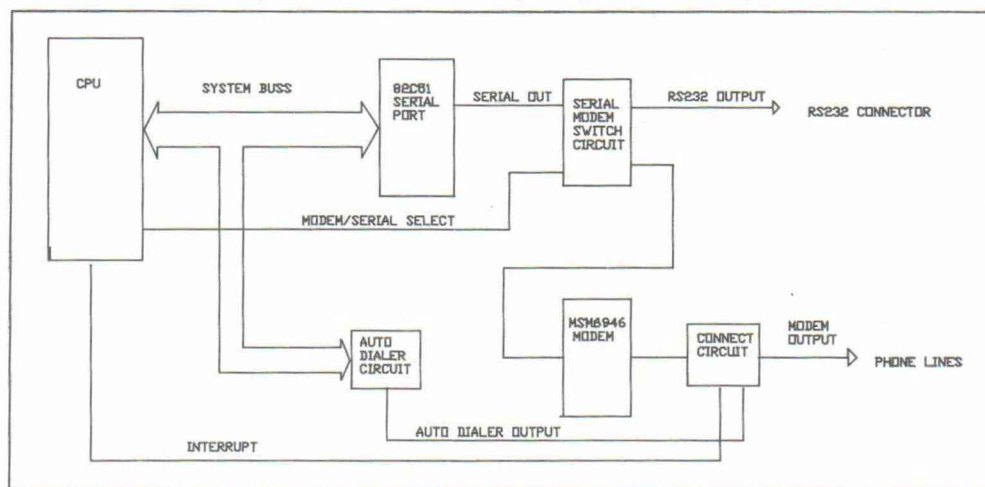 CPU
SYSTEM BUSS
82C51
SERIAL
PORT
SERIAL OUT
SERIAL
MODEM
SWITCH
CIRCUIT
RS232 OUTPUT
RS232 CONNECTOR
MODEM/SERIAL SELECT
MSM6946
MODEM
AUTO
DIALER
CIRCUIT
CONNECT
CIRCUIT
MODEM
OUTPUT
PHONE LINES
AUTO DIALER OUTPUT
INTERRUPT